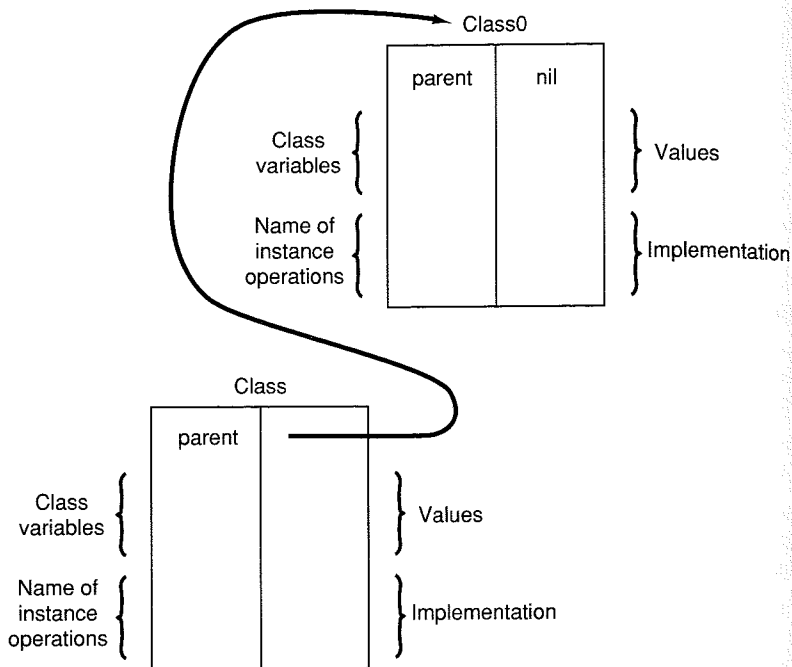 Class0
parent nil
Class
variables
Values
Name of
instance
operations
Implementation
Class
parent
Class
variables
Values
Name of
instance
operations
Implementation